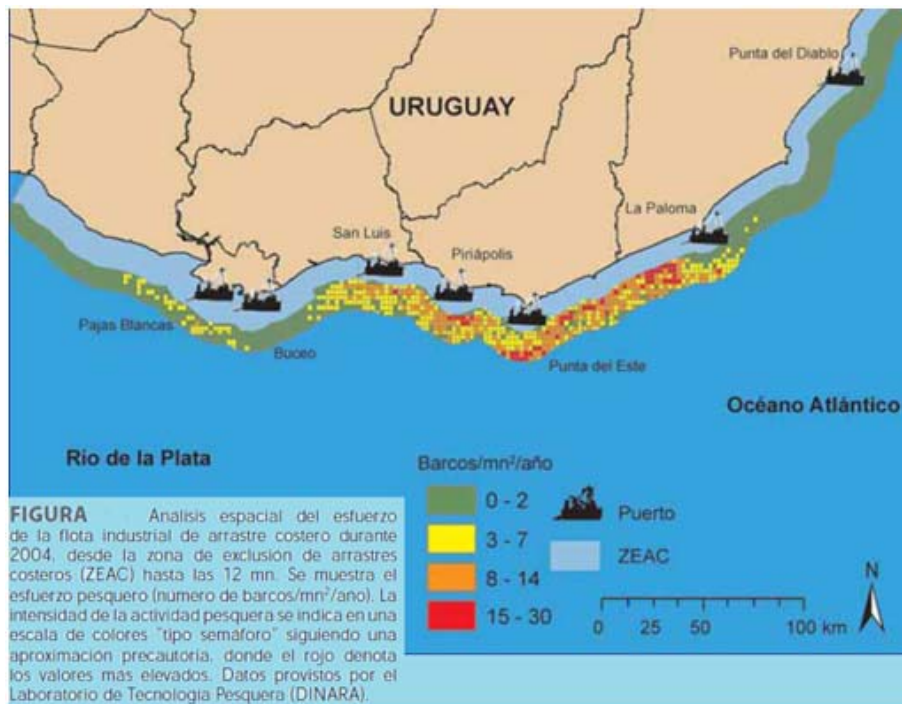 Punta del Diablo
URUGUAY
La Paloma
San Luis
Piriápolis
Pajas Blancas
Buceo
Punta del Este
Océano Atlántico
Río de la Plata
Barcos/mn²/año
0 - 2
3 - 7
8 - 14
15 - 30
Puerto
ZEAC
N
0 25 50 100 km
FIGURA Análisis espacial del esfuerzo
de la flota industrial de arrastre costero durante
2004, desde la zona de exclusión de arrastres
costeros (ZEAC) hasta las 12 mn. Se muestra el
esfuerzo pesquero (número de barcos/mn²/año). La
intensidad de la actividad pesquera se indica en una
escala de colores "tipo semáforo" siguiendo una
aproximación precautoria, donde el rojo denota
los valores más elevados. Datos provistos por el
Laboratorio de Tecnología Pesquera (DINARA).